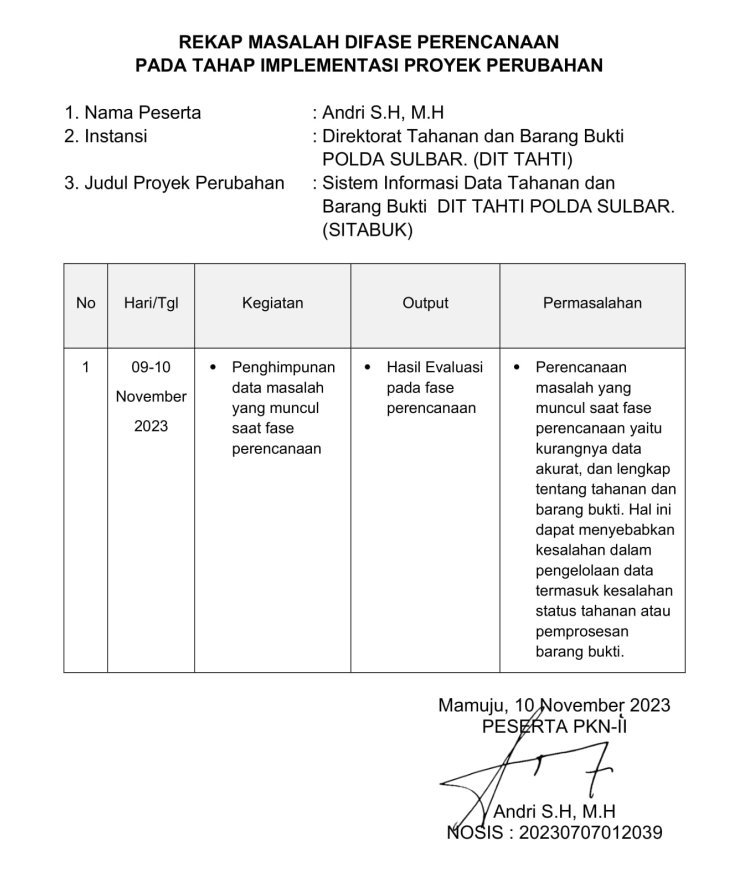 REKAP MASALAH DIFASE PERENCANAAN
PADA TAHAP IMPLEMENTASI PROYEK PERUBAHAN
1. Nama Peserta : Andri S.H, M.H
2. Instansi : Direktorat Tahanan dan Barang Bukti
POLDA SULBAR. (DIT TAHTI)
3. Judul Proyek Perubahan : Sistem Informasi Data Tahanan dan
Barang Bukti DIT TAHTI POLDA SULBAR.
(SITABUK)
No Hari/Tgl Kegiatan Output Permasalahan
1
09-10
November
2023
• Penghimpunan
data masalah
yang muncul
saat fase
perencanaan
• Hasil Evaluasi
pada fase
perencanaan
• Perencanaan
masalah yang
muncul saat fase
perencanaan yaitu
kurangnya data
akurat, dan lengkap
tentang tahanan dan
barang bukti. Hal ini
dapat menyebabkan
kesalahan dalam
pengelolaan data
termasuk kesalahan
status tahanan atau
pemprosesan
barang bukti.
Mamuju, 10 November 2023
PESERTA PKN-II
Andri S.H, M.H
NOSIS : 20230707012039